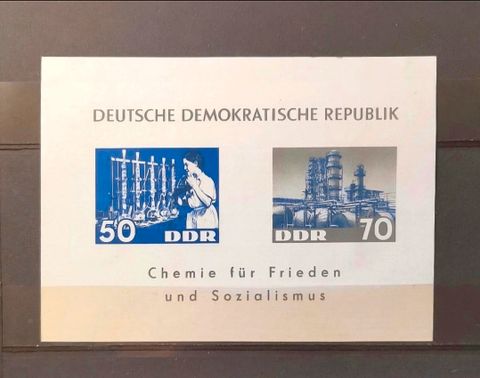 DEUTSCHE DEMOKRATISCHE REPUBLIK
50 DDR
DDR 70
Chemie für Frieden
und Sozialismus